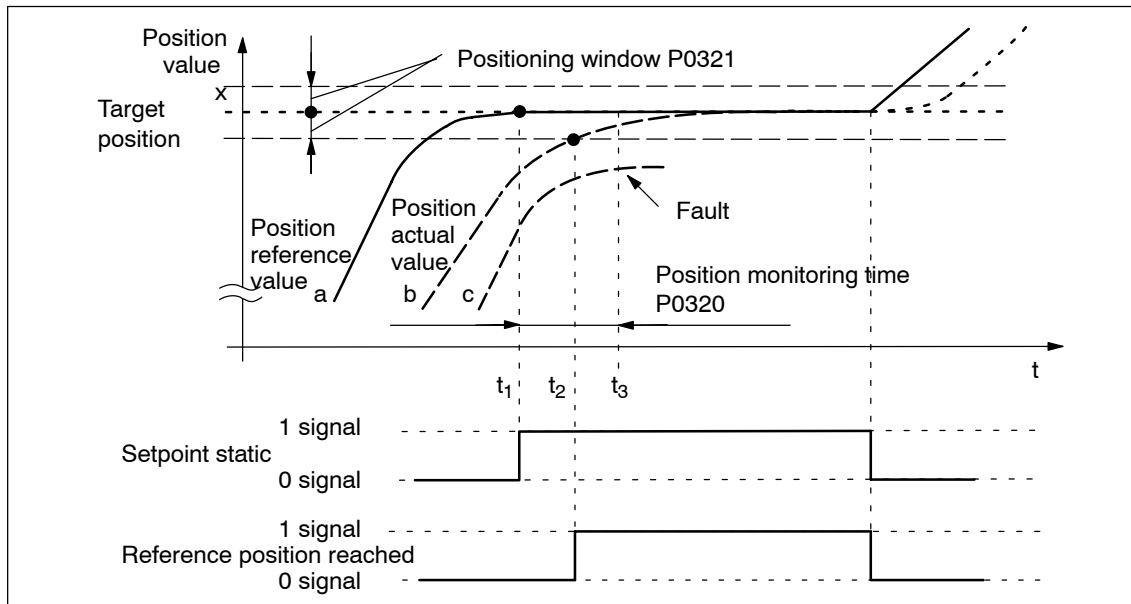 Position
value
x
Positioning window P0321
Target
position
Position
reference
value
a
Position
actual
value
b
c
Fault
Position monitoring time
P0320
t
t1
t2
t3
1 signal
Setpoint static
0 signal
1 signal
Reference position reached
0 signal